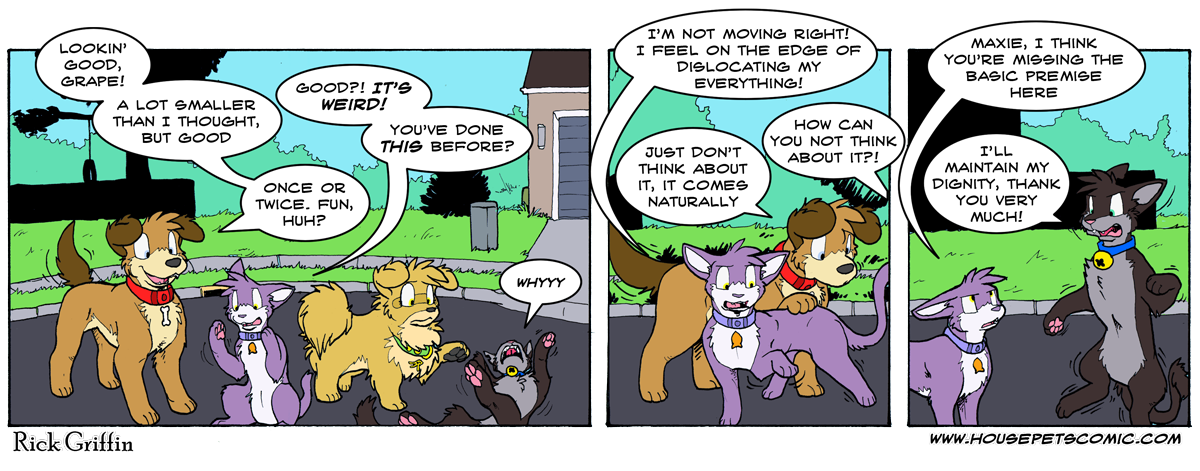 LOOKIN'
GOOD,
GRAPE!
A LOT SMALLER
THAN I THOUGHT,
BUT GOOD
GOOD?! IT'S
WEIRD!
YOU'VE DONE
THIS BEFORE?
ONCE OR
TWICE. FUN,
HUH?
WHYYY
I'M NOT MOVING RIGHT!
I FEEL ON THE EDGE OF
DISLOCATING MY
EVERYTHING!
JUST DON'T
THINK ABOUT
IT, IT COMES
NATURALLY
HOW CAN
YOU NOT THINK
ABOUT IT?!
MAXIE, I THINK
YOU'RE MISSING THE
BASIC PREMISE
HERE
I'LL
MAINTAIN MY
DIGNITY, THANK
YOU VERY
MUCH!
Rick Griffin
WWW.HOUSEPETSCOMIC.COM